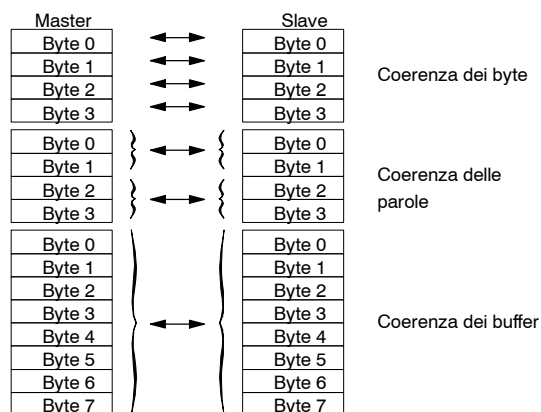 Master Slave
Byte 0 Byte 0
Byte 1 Byte 1
Byte 2 Byte 2
Byte 3 Byte 3
Coerenza dei byte
Byte 0 Byte 0
Byte 1 Byte 1
Byte 2 Byte 2
Byte 3 Byte 3
Coerenza delle
parole
Byte 0 Byte 0
Byte 1 Byte 1
Byte 2 Byte 2
Byte 3 Byte 3
Byte 4 Byte 4
Byte 5 Byte 5
Byte 6 Byte 6
Byte 7 Byte 7
Coerenza dei buffer